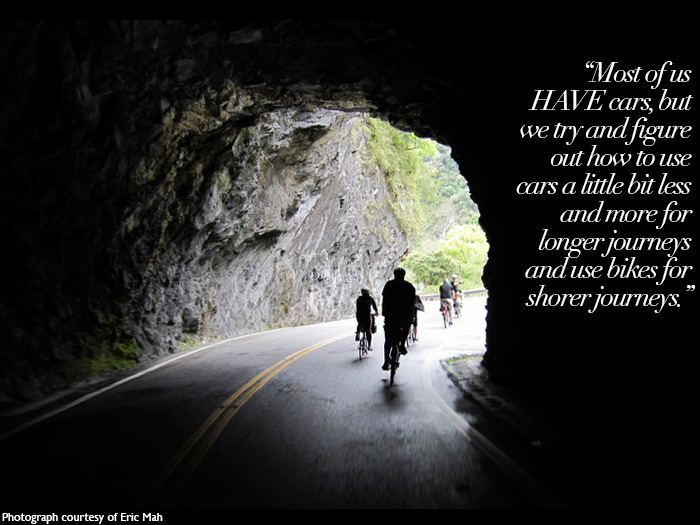 “Most of us
HAVE cars, but
we try and figure
out how to use
cars a little bit less
and more for
longer journeys
and use bikes for
shorer journeys.”
Photograph courtesy of Eric Mah